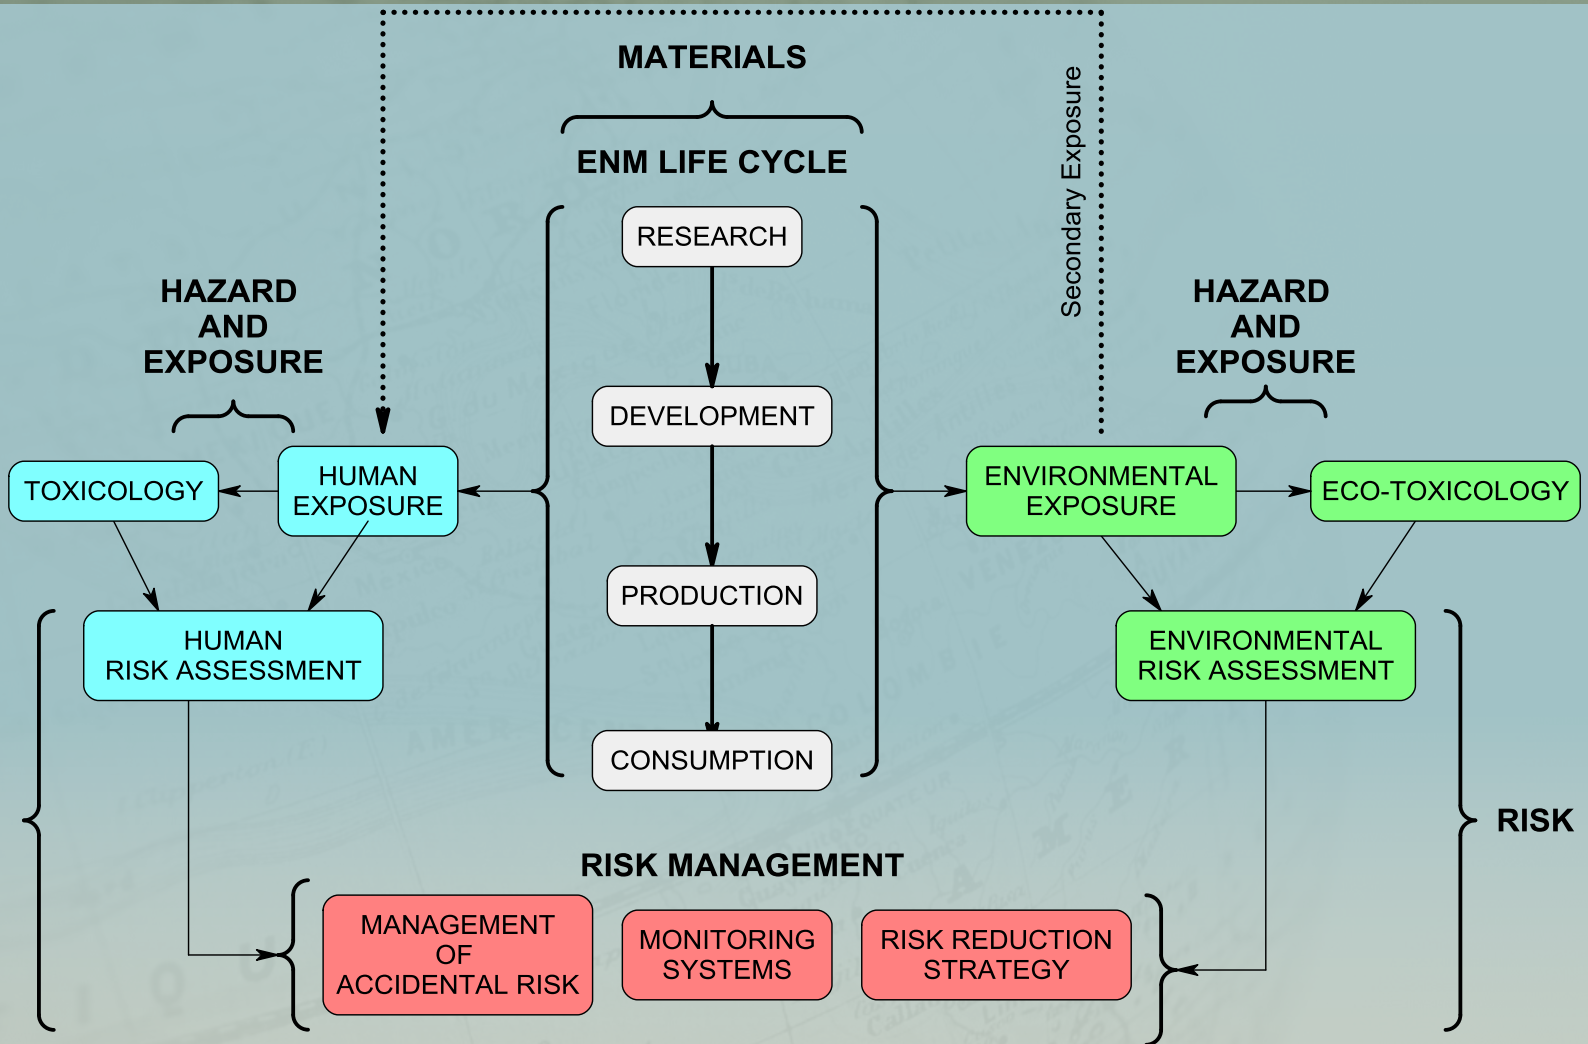 MATERIALS
ENM LIFE CYCLE
Secondary Exposure
RESEARCH
HAZARD
AND
EXPOSURE
HAZARD
AND
EXPOSURE
DEVELOPMENT
TOXICOLOGY
HUMAN
EXPOSURE
ENVIRONMENTAL
EXPOSURE
ECO-TOXICOLOGY
PRODUCTION
HUMAN
RISK ASSESSMENT
ENVIRONMENTAL
RISK ASSESSMENT
CONSUMPTION
RISK
RISK MANAGEMENT
MANAGEMENT
OF
ACCIDENTAL RISK
MONITORING
SYSTEMS
RISK REDUCTION
STRATEGY